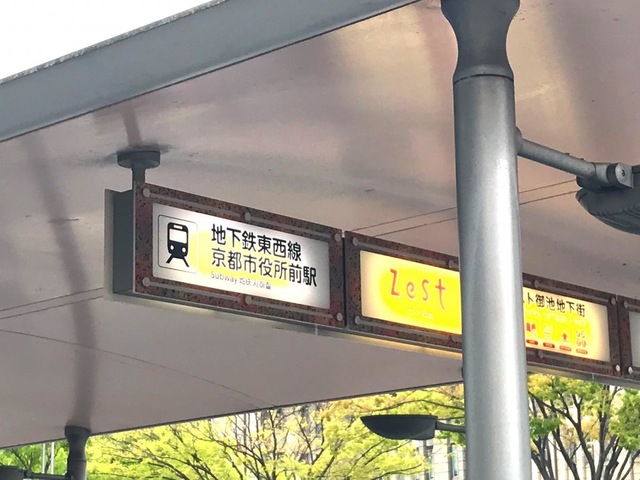 地下鉄東西線
京都市役所前駅
Subway
Zest
ト御池地下街